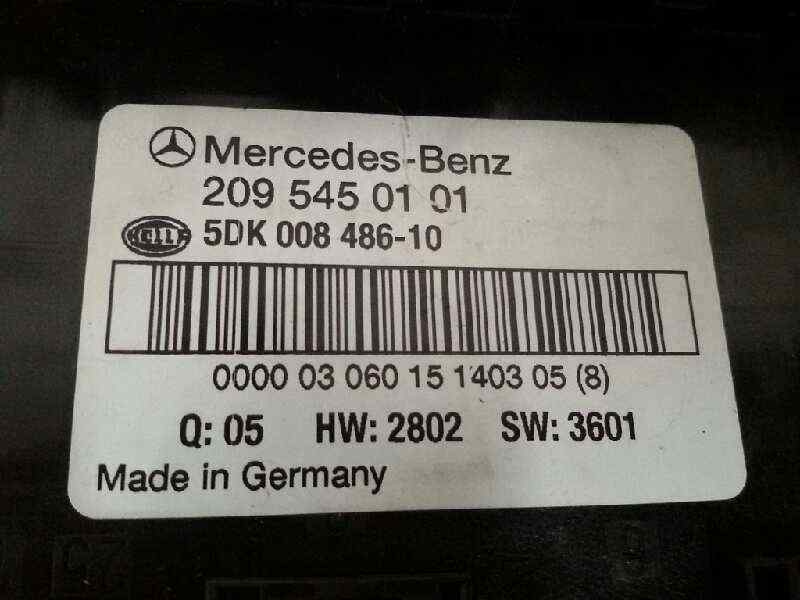 Mercedes-Benz
209 545 01 01
HELLA 5DK 008 486-10
0000 03 060 15 1403 05 (8)
Q: 05 HW: 2802 SW: 3601
Made in Germany